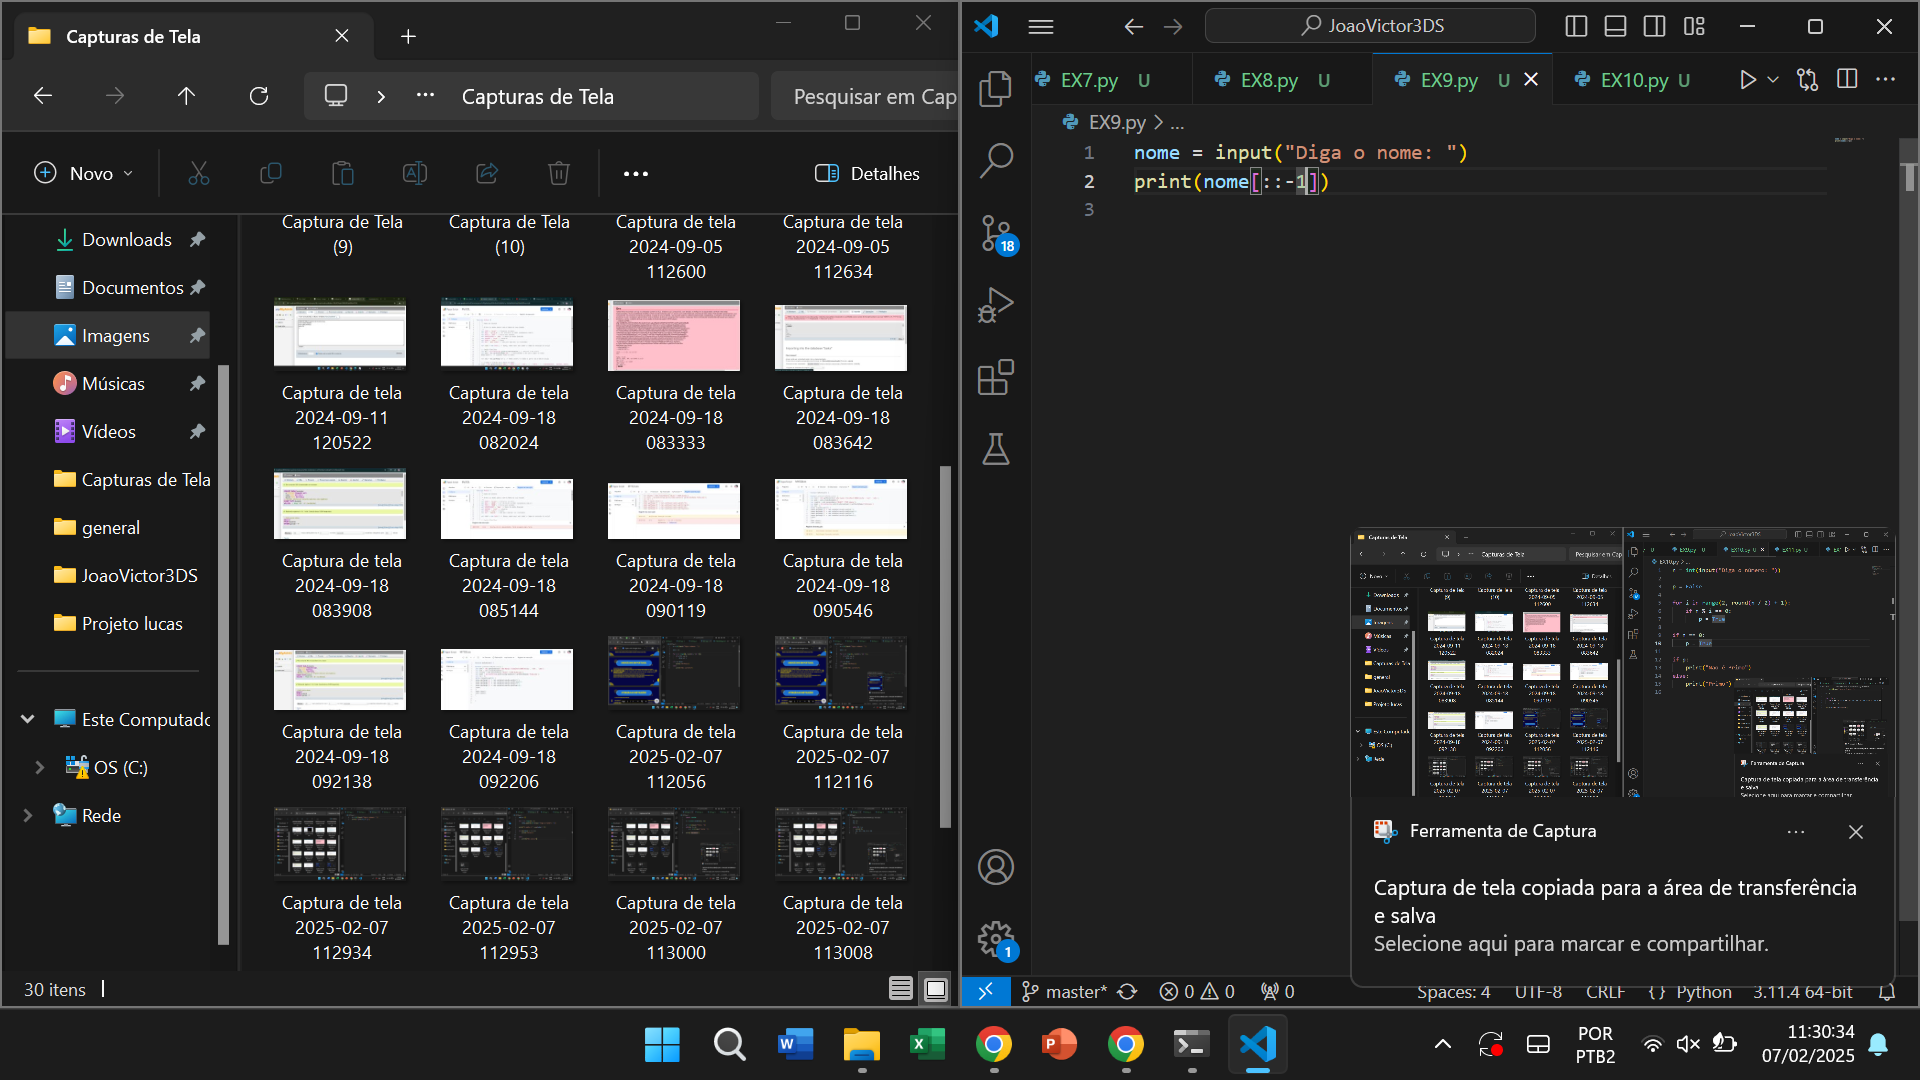 Capturas de Tela
Capturas de Tela
Pesquisar em Cap
Novo
Detalhes
Downloads
Documentos
Imagens
Músicas
Vídeos
Capturas de Tela
general
JoaoVictor3DS
Projeto lucas
Este Computado
OS (C:)
Rede
Captura de Tela (9)
Captura de Tela (10)
Captura de tela 2024-09-05 112600
Captura de tela 2024-09-05 112634
Captura de tela 2024-09-11 120522
Captura de tela 2024-09-18 082024
Captura de tela 2024-09-18 083333
Captura de tela 2024-09-18 083642
Captura de tela 2024-09-18 083908
Captura de tela 2024-09-18 085144
Captura de tela 2024-09-18 090119
Captura de tela 2024-09-18 090546
Captura de tela 2024-09-18 092138
Captura de tela 2024-09-18 092206
Captura de tela 2025-02-07 112056
Captura de tela 2025-02-07 112116
Captura de tela 2025-02-07 112934
Captura de tela 2025-02-07 112953
Captura de tela 2025-02-07 113000
Captura de tela 2025-02-07 113008
30 itens
JoaoVictor3DS
EX7.py U
EX8.py U
EX9.py U
EX10.py U
EX9.py > ...
1 nome = input("Diga o nome: ")
2 print(nome[::-1])
3
18
1
Ferramenta de Captura
Captura de tela copiada para a área de transferência
e salva
Selecione aqui para marcar e compartilhar.
master* 0 0 0 Spaces: 4 UTF-8 CRLF {} Python 3.11.4 64-bit
POR
PTB2
11:30:34
07/02/2025